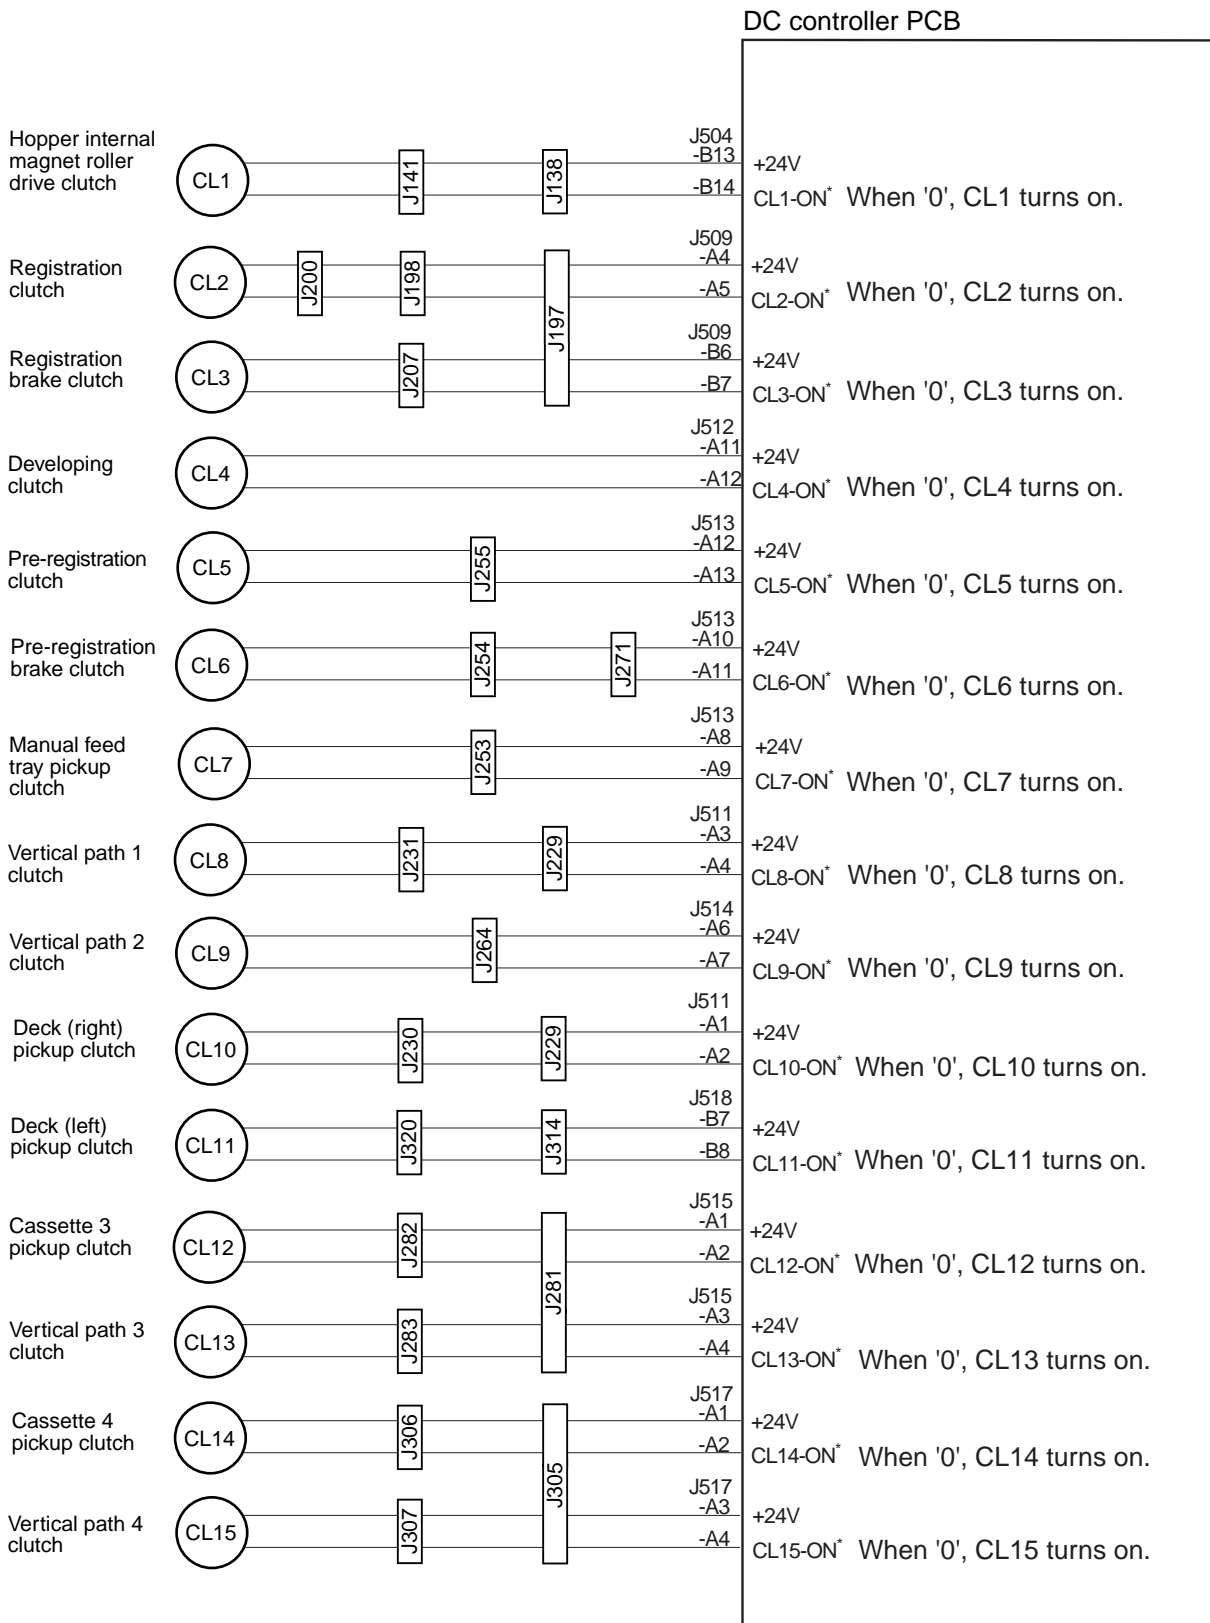 DC controller PCB
Hopper internal
magnet roller
drive clutch
CL1
J141
J138
J504
-B13
-B14
+24V
CL1-ON* When '0', CL1 turns on.
Registration
clutch
CL2
J200
J198
J197
J509
-A4
-A5
+24V
CL2-ON* When '0', CL2 turns on.
Registration
brake clutch
CL3
J207
J509
-B6
-B7
+24V
CL3-ON* When '0', CL3 turns on.
Developing
clutch
CL4
J512
-A11
-A12
+24V
CL4-ON* When '0', CL4 turns on.
Pre-registration
clutch
CL5
J255
J513
-A12
-A13
+24V
CL5-ON* When '0', CL5 turns on.
Pre-registration
brake clutch
CL6
J254
J271
J513
-A10
-A11
+24V
CL6-ON* When '0', CL6 turns on.
Manual feed
tray pickup
clutch
CL7
J253
J513
-A8
-A9
+24V
CL7-ON* When '0', CL7 turns on.
Vertical path 1
clutch
CL8
J231
J229
J511
-A3
-A4
+24V
CL8-ON* When '0', CL8 turns on.
Vertical path 2
clutch
CL9
J264
J514
-A6
-A7
+24V
CL9-ON* When '0', CL9 turns on.
Deck (right)
pickup clutch
CL10
J230
J229
J511
-A1
-A2
+24V
CL10-ON* When '0', CL10 turns on.
Deck (left)
pickup clutch
CL11
J320
J314
J518
-B7
-B8
+24V
CL11-ON* When '0', CL11 turns on.
Cassette 3
pickup clutch
CL12
J282
J281
J515
-A1
-A2
+24V
CL12-ON* When '0', CL12 turns on.
Vertical path 3
clutch
CL13
J283
J515
-A3
-A4
+24V
CL13-ON* When '0', CL13 turns on.
Cassette 4
pickup clutch
CL14
J306
J305
J517
-A1
-A2
+24V
CL14-ON* When '0', CL14 turns on.
Vertical path 4
clutch
CL15
J307
J517
-A3
-A4
+24V
CL15-ON* When '0', CL15 turns on.